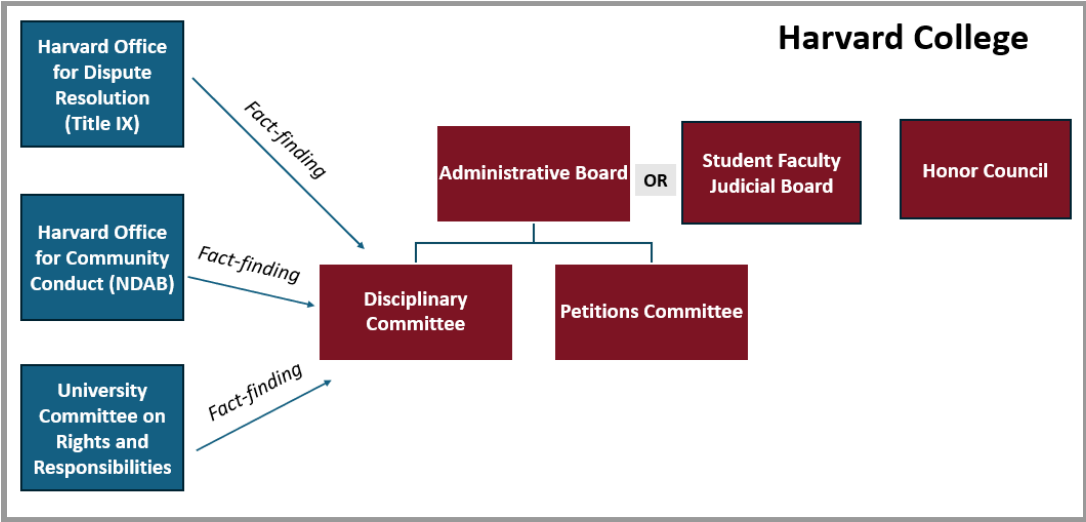 Harvard College
Harvard Office
for Dispute
Resolution
(Title IX)
Fact-finding
Administrative Board
OR
Student Faculty
Judicial Board
Honor Council
Harvard Office
for Community
Conduct (NDAB)
Fact-finding
Disciplinary
Committee
Petitions Committee
University
Committee on
Rights and
Responsibilities
Fact-finding